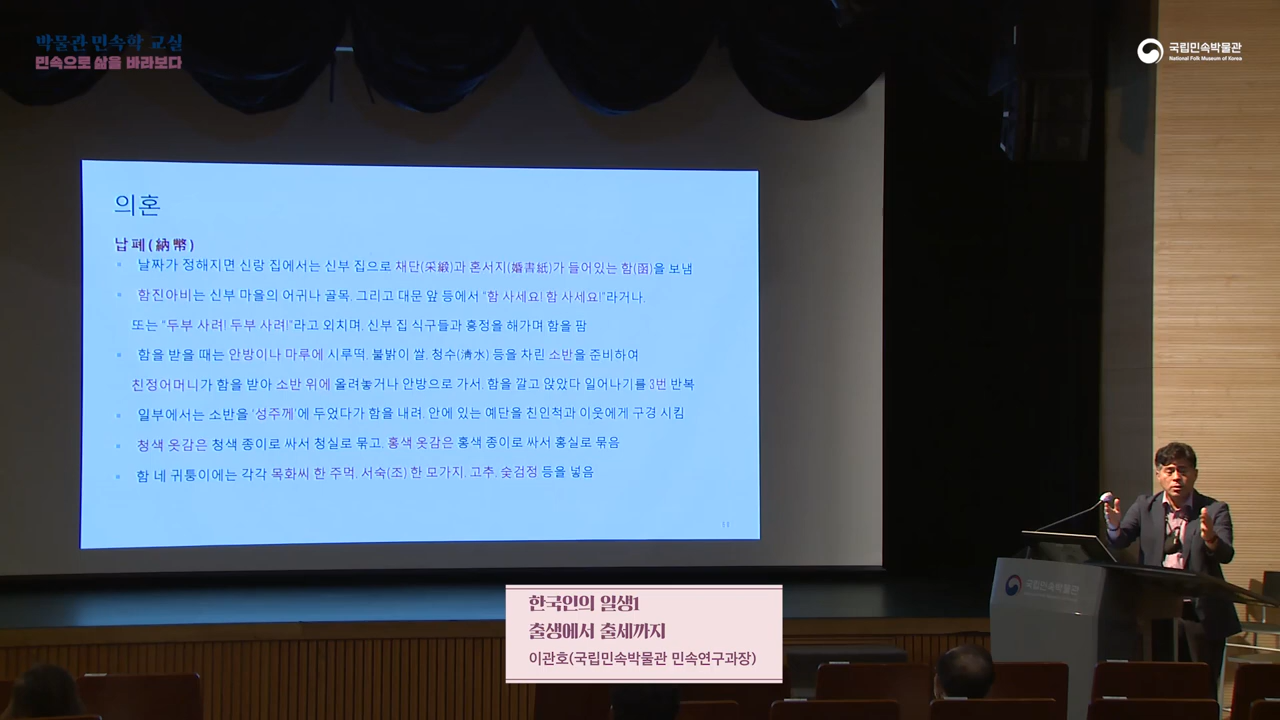 박물관 민속학 교실
민속으로 삶을 바라보다
국립민속박물관
National Folk Museum of Korea
의혼
납폐(納幣)
날짜가 정해지면 신랑 집에서는 신부 집으로 채단(采緞)과 혼서지(婚書紙)가 들어있는 함(函)을 보냄
함진아비는 신부 마을의 어귀나 골목, 그리고 대문 앞 등에서 "함 사세요! 함 사세요!"라거나,
또는 "두부 사려! 두부 사려!"라고 외치며, 신부 집 식구들과 흥정을 해가며 함을 팜
함을 받을 때는 안방이나 마루에 시루떡, 불밝이 쌀, 청수(淸水) 등을 차린 소반을 준비하여
친정어머니가 함을 받아 소반 위에 올려놓거나 안방으로 가서, 함을 깔고 앉았다 일어나기를 3번 반복
일부에서는 소반을 '성주께'에 두었다가 함을 내려, 안에 있는 예단을 친인척과 이웃에게 구경 시킴
청색 옷감은 청색 종이로 싸서 청실로 묶고, 홍색 옷감은 홍색 종이로 싸서 홍실로 묶음
함 네 귀퉁이에는 각각 목화씨 한 주먹, 서숙(조) 한 모가지, 고추, 숯검정 등을 넣음
11
국립민속박물관
한국인의 일생1
출생에서 출세까지
이관호(국립민속박물관 민속연구과장)